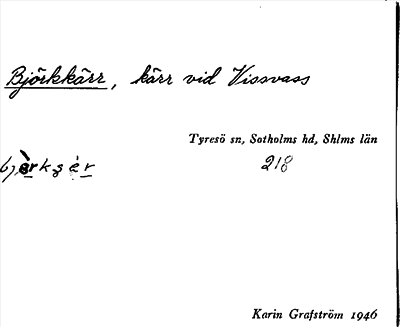 Björkkärr, kärr vid Vissvass
Tyresö sn, Sotholms hd, Shlms län
218
Karin Grafström 1946